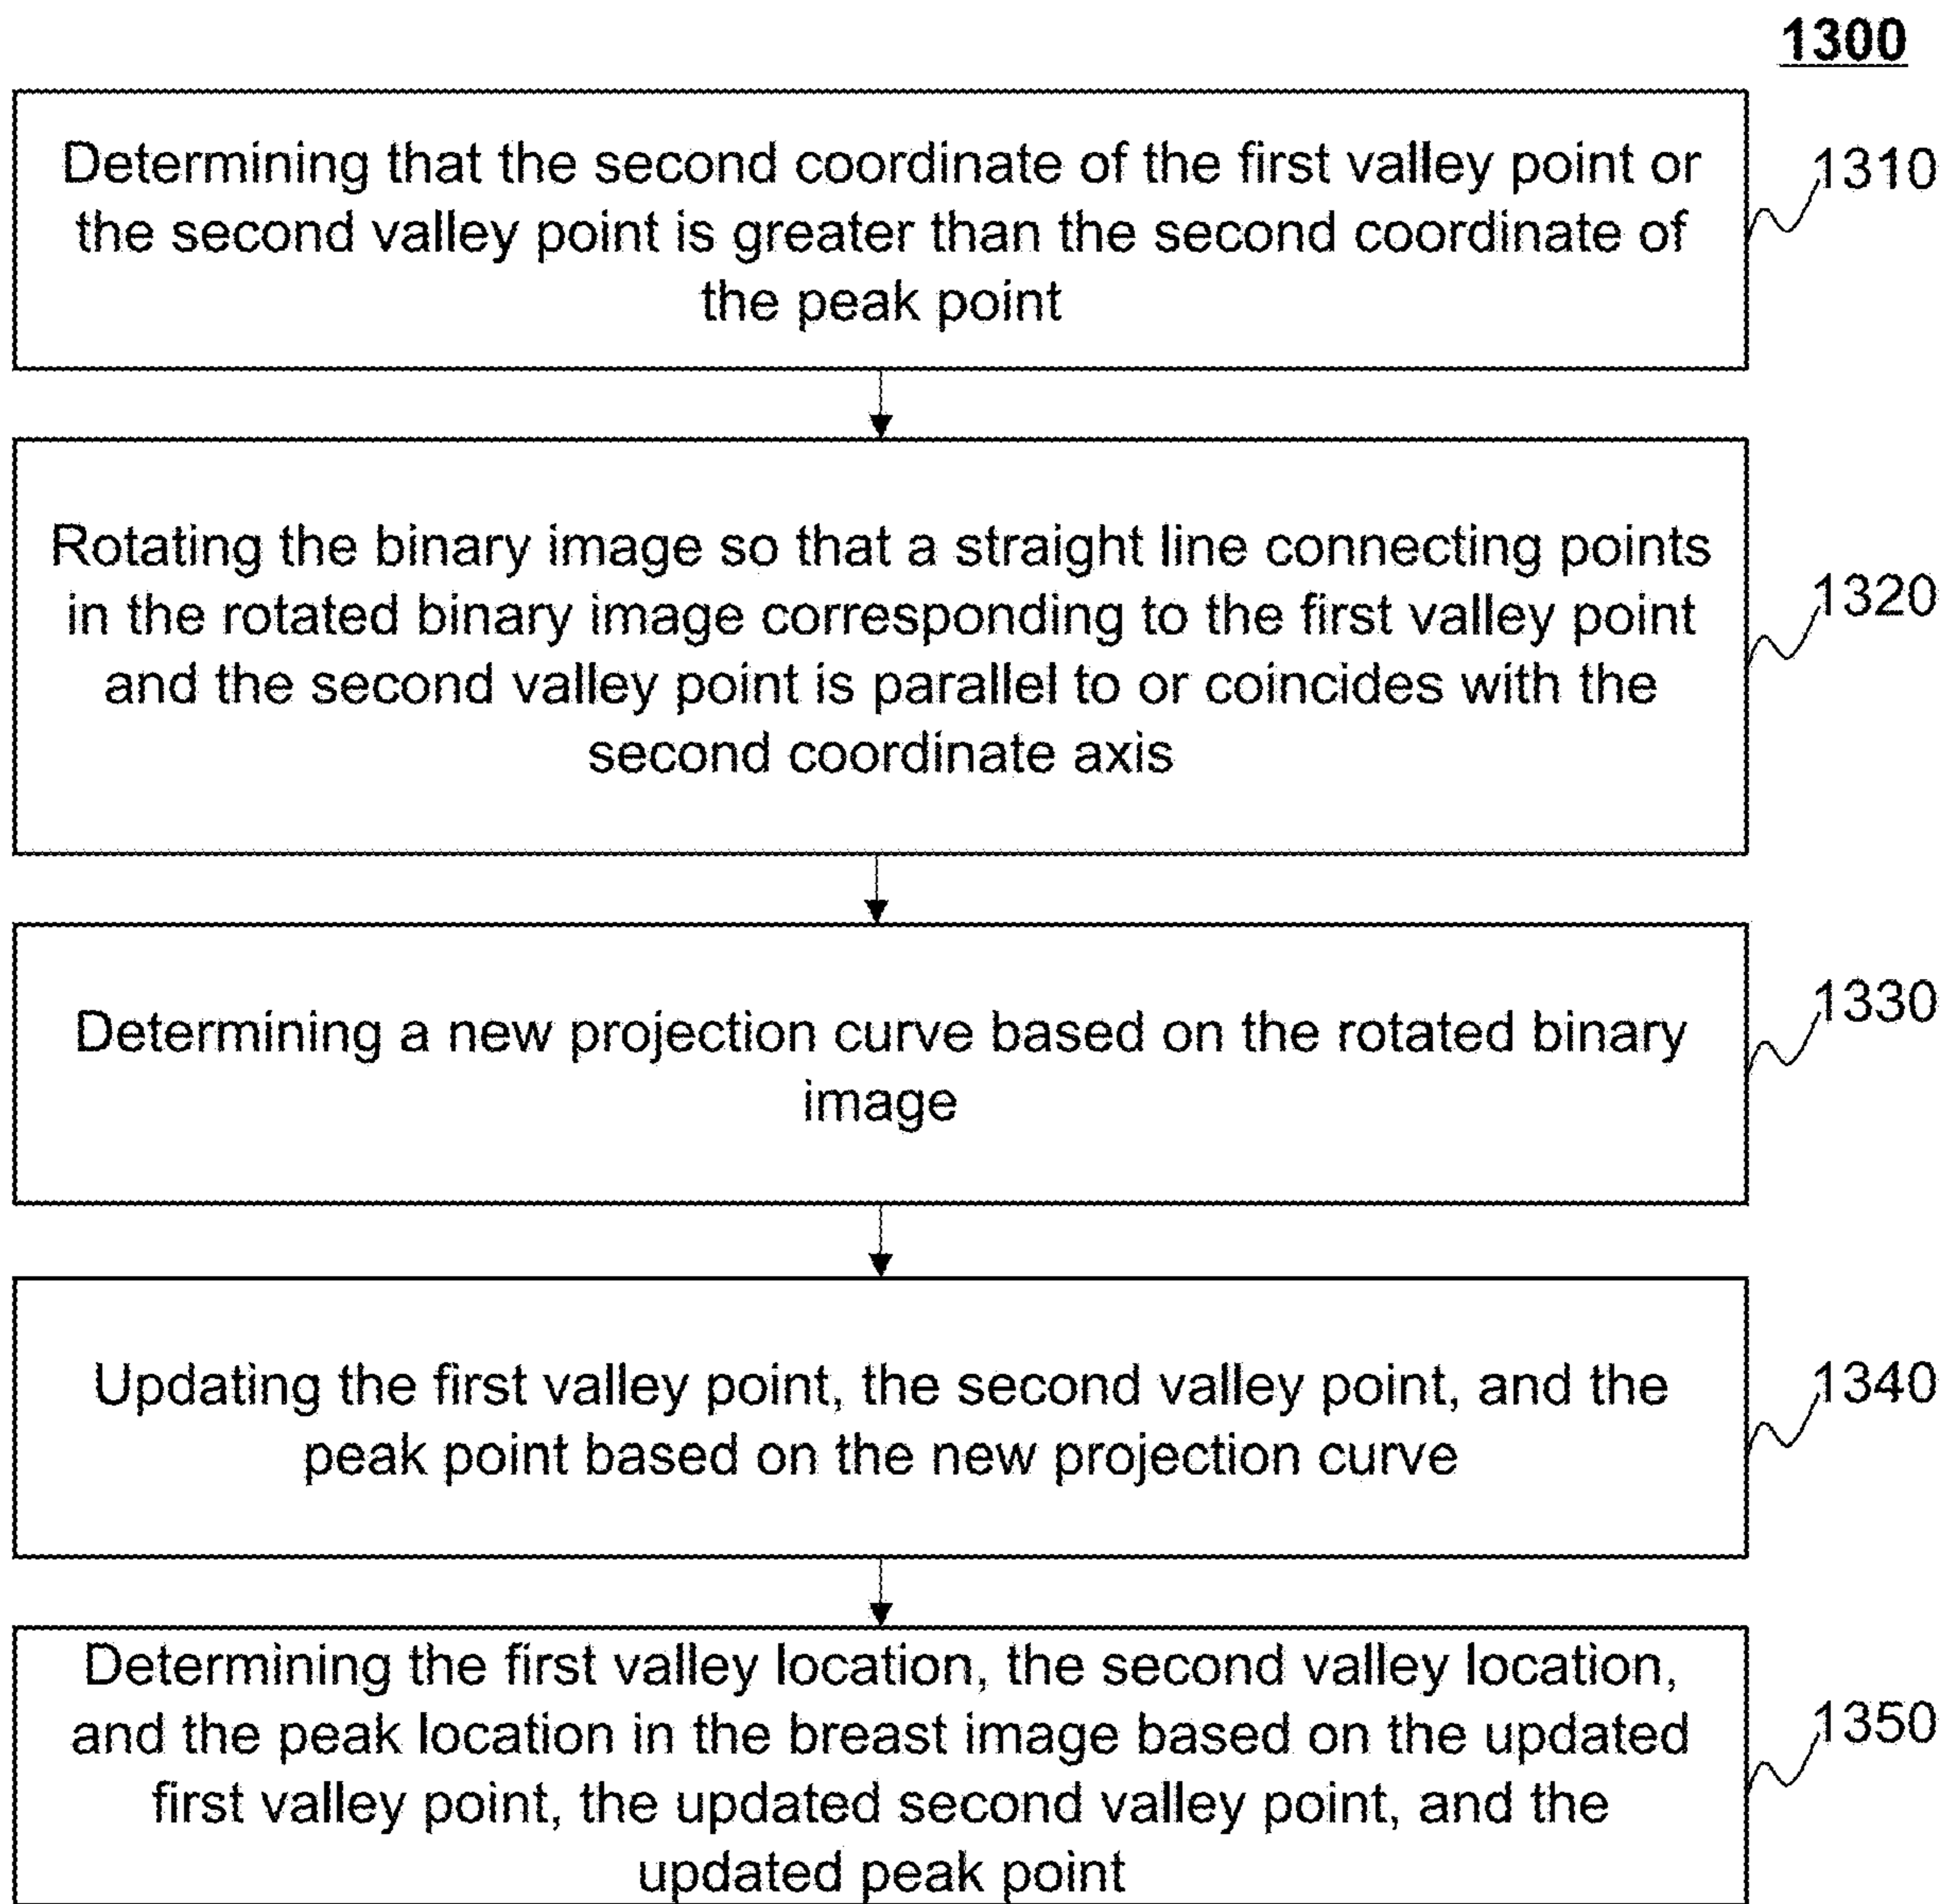 1300
Determining that the second coordinate of the first valley point or
the second valley point is greater than the second coordinate of
the peak point
1310
Rotating the binary image so that a straight line connecting points
in the rotated binary image corresponding to the first valley point
and the second valley point is parallel to or coincides with the
second coordinate axis
1320
Determining a new projection curve based on the rotated binary
image
1330
Updating the first valley point, the second valley point, and the
peak point based on the new projection curve
1340
Determining the first valley location, the second valley location,
and the peak location in the breast image based on the updated
first valley point, the updated second valley point, and the
updated peak point
1350